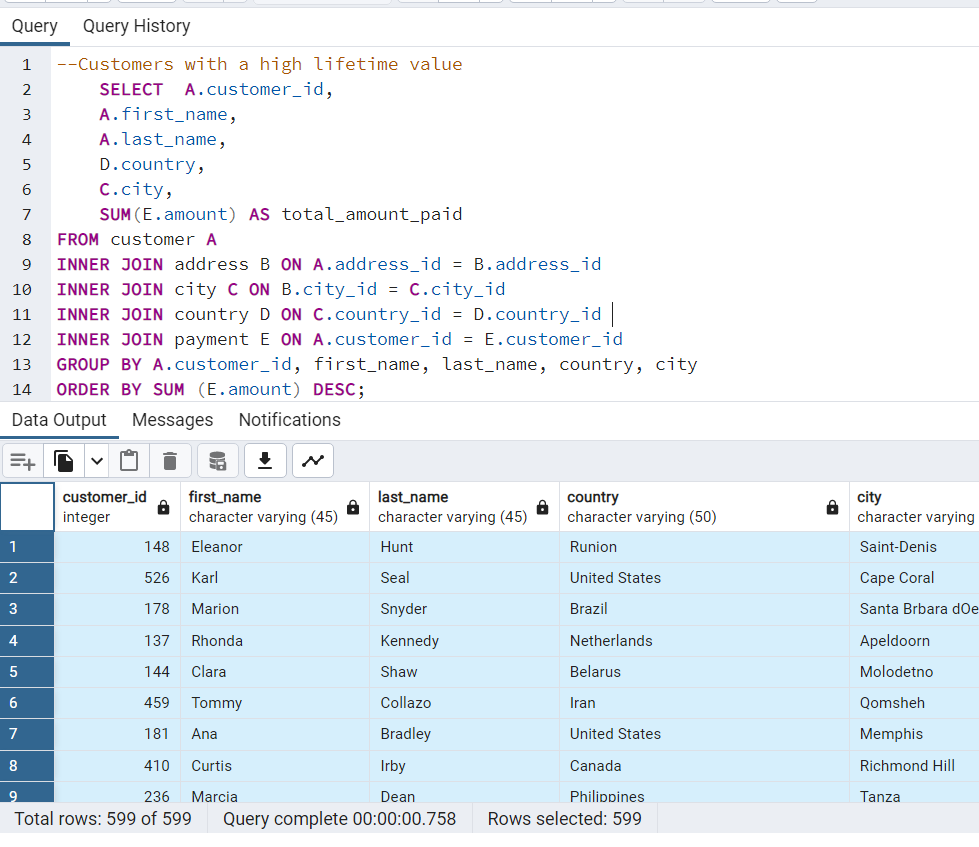 Query Query History
1 --Customers with a high lifetime value
2 SELECT A.customer_id,
3 A.first_name,
4 A.last_name,
5 D.country,
6 C.city,
7 SUM(E.amount) AS total_amount_paid
8 FROM customer A
9 INNER JOIN address B ON A.address_id = B.address_id
10 INNER JOIN city C ON B.city_id = C.city_id
11 INNER JOIN country D ON C.country_id = D.country_id
12 INNER JOIN payment E ON A.customer_id = E.customer_id
13 GROUP BY A.customer_id, first_name, last_name, country, city
14 ORDER BY SUM (E.amount) DESC;
Data Output Messages Notifications
customer_id first_name last_name country city
integer character varying (45) character varying (45) character varying (50) character varying
1 148 Eleanor Hunt Runion Saint-Denis
2 526 Karl Seal United States Cape Coral
3 178 Marion Snyder Brazil Santa Brbara dOe
4 137 Rhonda Kennedy Netherlands Apeldoorn
5 144 Clara Shaw Belarus Molodetno
6 459 Tommy Collazo Iran Qomsheh
7 181 Ana Bradley United States Memphis
8 410 Curtis Irby Canada Richmond Hill
9 236 Marcia Dean Philippines Tanza
Total rows: 599 of 599 Query complete 00:00:00.758 Rows selected: 599